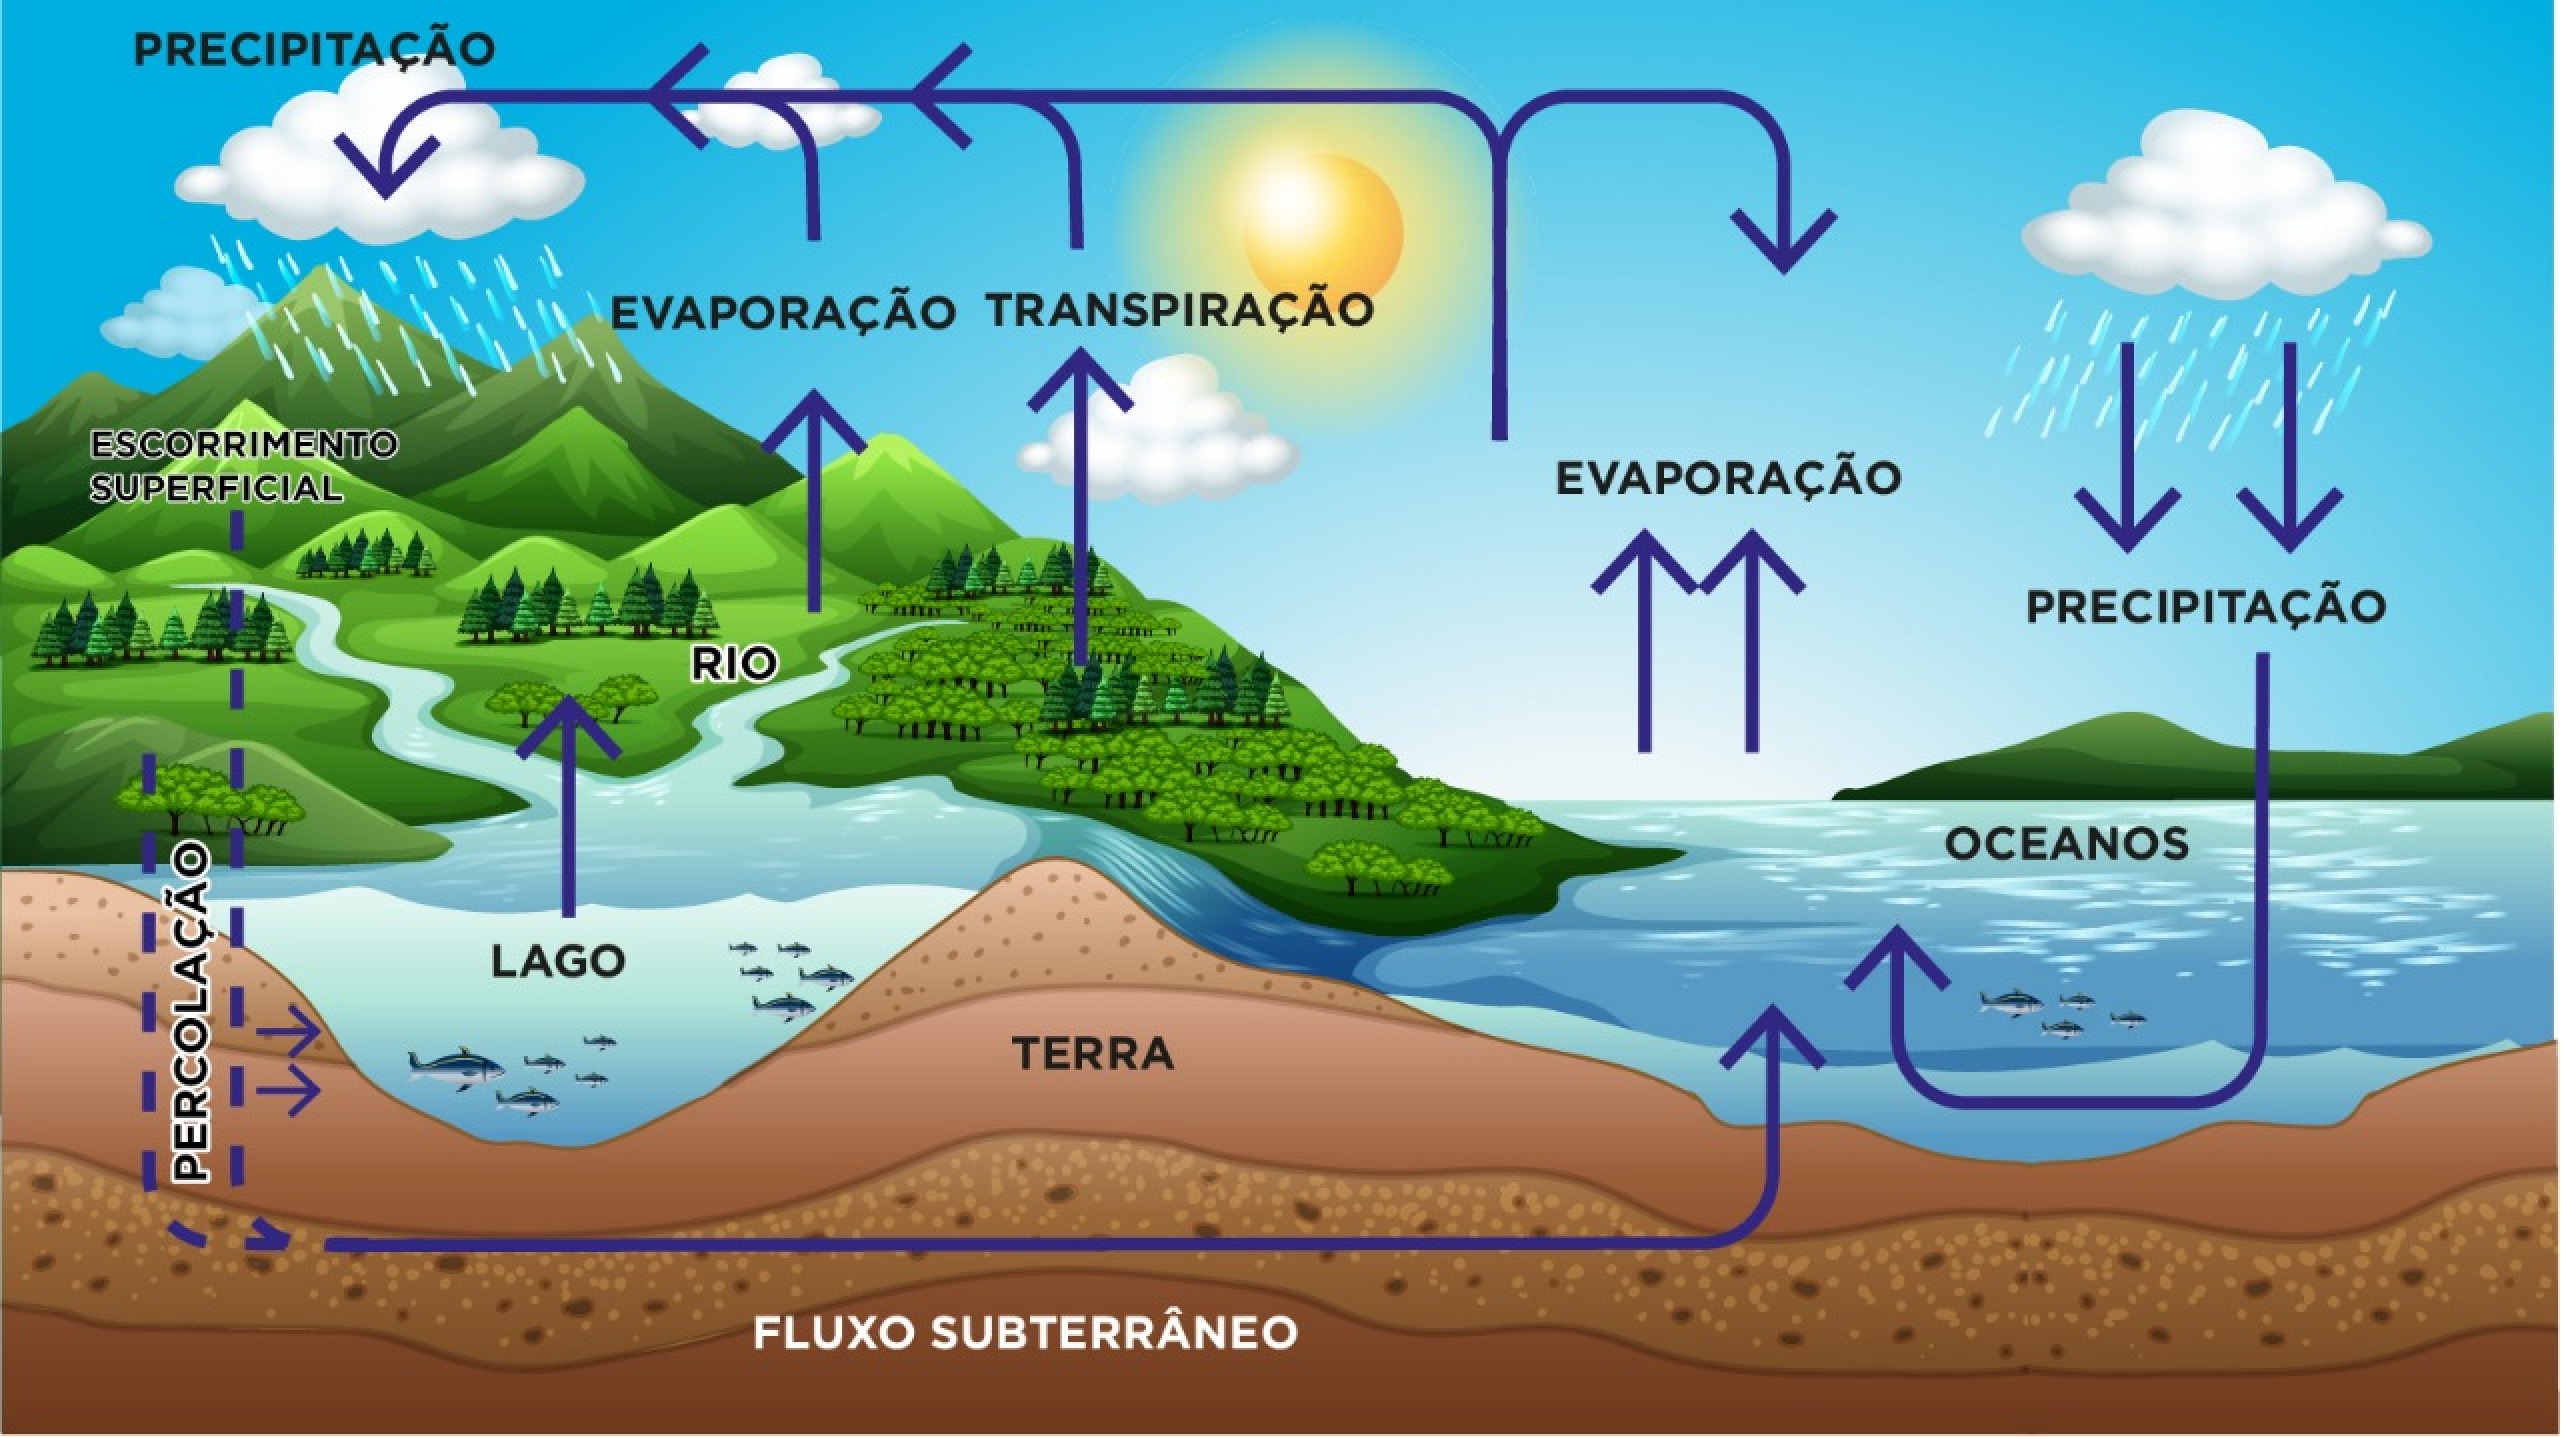 PRECIPITAÇÃO
EVAPORAÇÃO
TRANSPIRAÇÃO
ESCORRIMENTO
SUPERFICIAL
EVAPORAÇÃO
PRECIPITAÇÃO
RIO
OCEANOS
PERCOLAÇÃO
LAGO
TERRA
FLUXO SUBTERRÂNEO